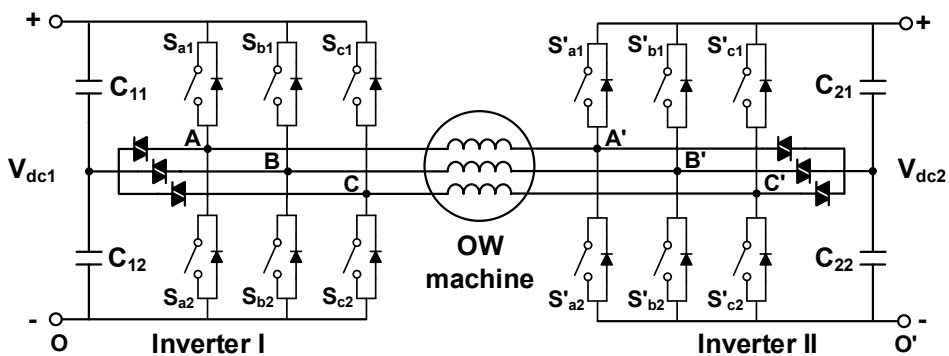 +
S_a1 S_b1 S_c1
S'_a1 S'_b1 S'_c1
+
C_11
C_21
A
A'
B
B'
C
C'
V_dc1
V_dc2
OW
machine
C_12
C_22
S_a2 S_b2 S_c2
S'_a2 S'_b2 S'_c2
-
O
Inverter I
Inverter II
-
O'